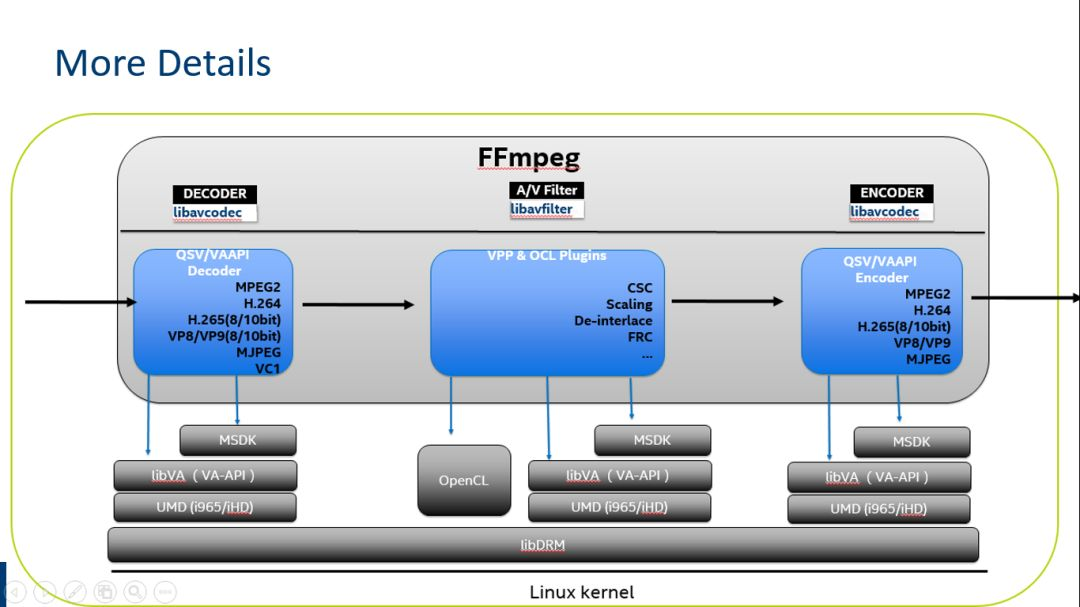 More Details
FFmpeg
DECODER
libavcodec
A/V Filter
libavfilter
ENCODER
libavcodec
QSV/VAAPI
Decoder
MPEG2
H.264
H.265(8/10bit)
VP8/VP9(8/10bit)
MJPEG
VC1
VPP & OCL Plugins
CSC
Scaling
De-interlace
FRC
...
QSV/VAAPI
Encoder
MPEG2
H.264
H.265(8/10bit)
VP8/VP9
MJPEG
MSDK
libVA ( VA-API )
UMD (i965/iHD)
OpenCL
MSDK
libVA ( VA-API )
UMD (i965/iHD)
MSDK
libVA ( VA-API )
UMD (i965/iHD)
libDRM
Linux kernel